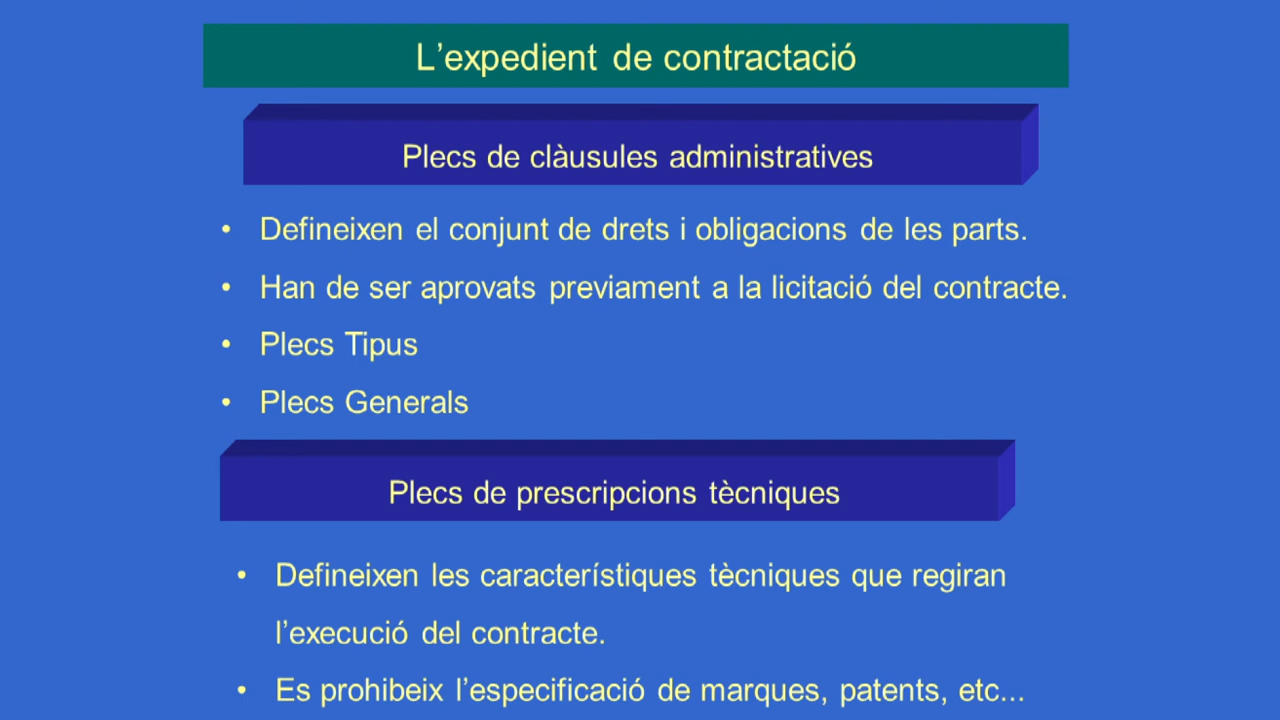 L’expedient de contractació
Plecs de clàusules administratives
• Defineixen el conjunt de drets i obligacions de les parts.
• Han de ser aprovats previament a la licitació del contracte.
• Plecs Tipus
• Plecs Generals
Plecs de prescripcions tècniques
• Defineixen les característiques tècniques que regiran
l’execució del contracte.
• Es prohibeix l’especificació de marques, patents, etc...